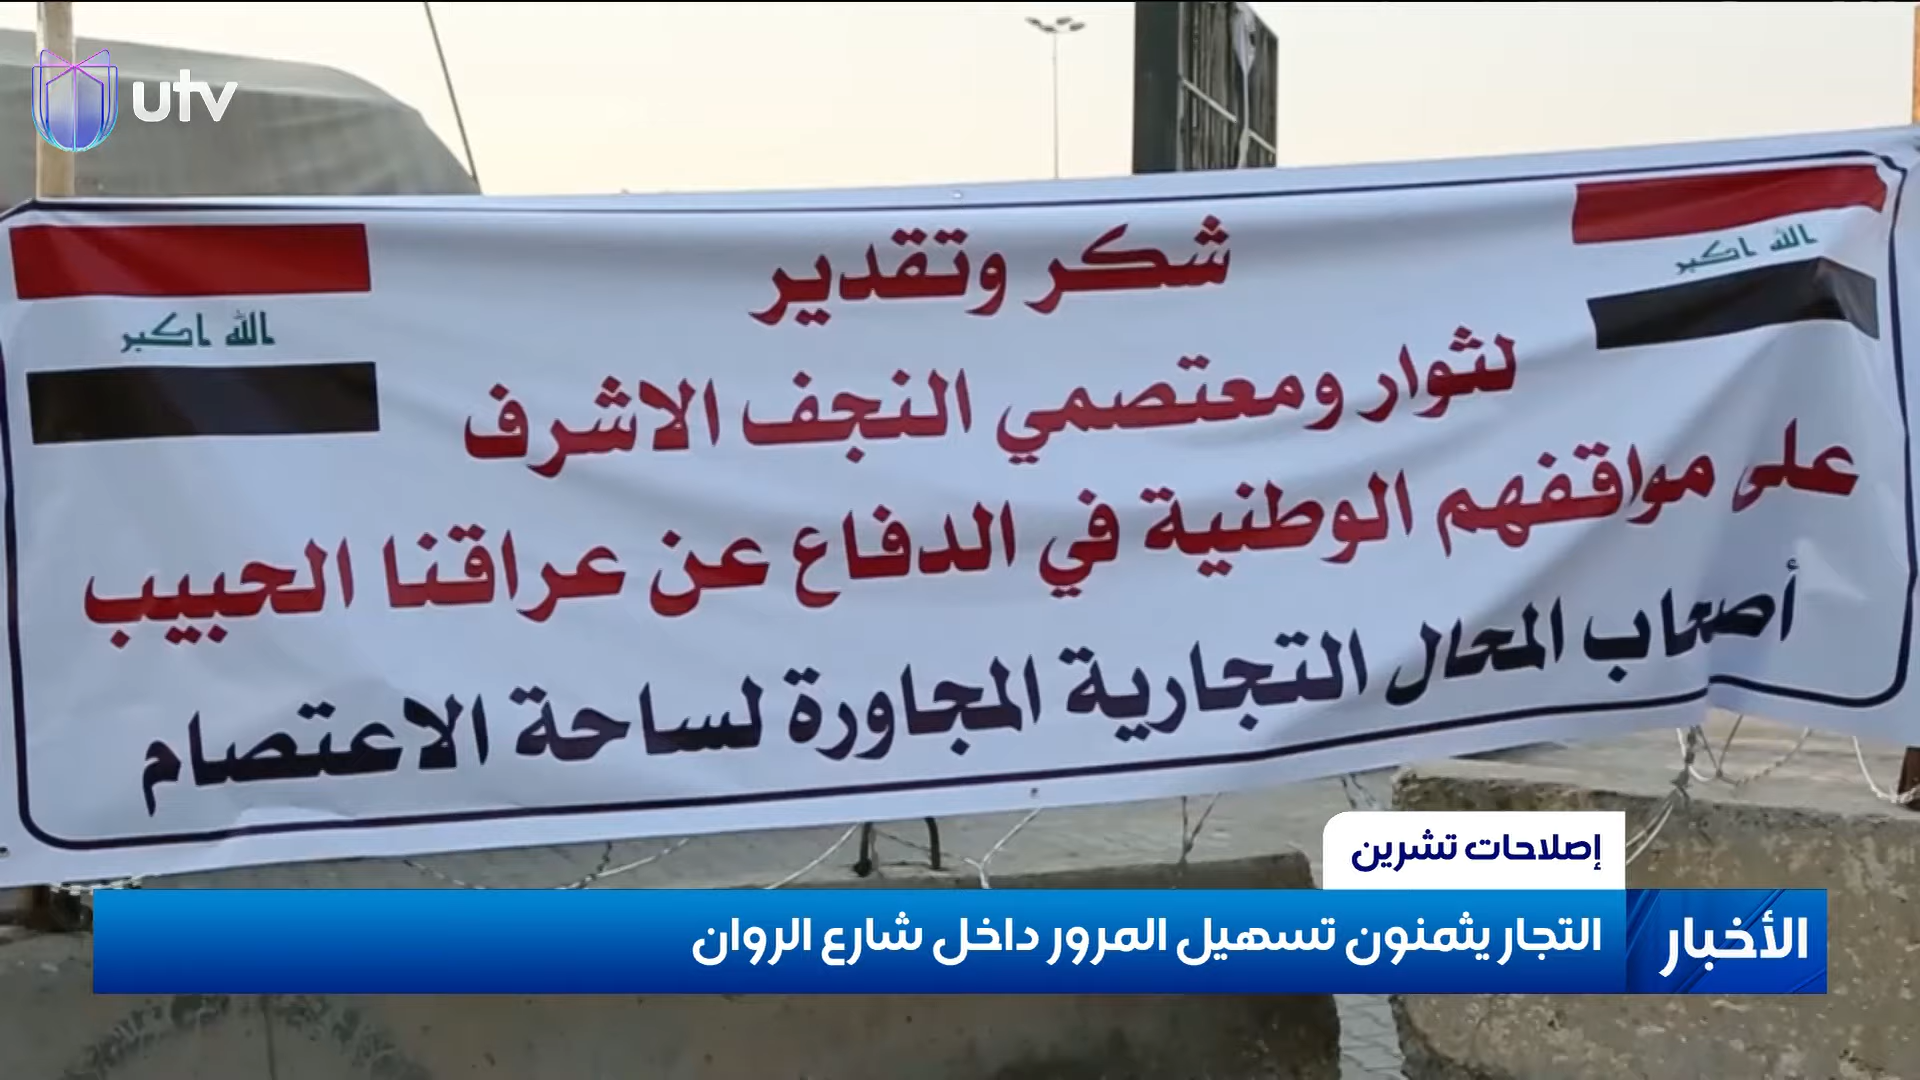 utv
الله اكبر
الله اكبر
شكر وتقدير
لثوار ومعتصمي النجف الاشرف
على مواقفهم الوطنية في الدفاع عن عراقنا الحبيب
أصحاب المحال التجارية المجاورة لساحة الاعتصام
إصلاحات تشرين
الأخبار
التجار يثمنون تسهيل المرور داخل شارع الروان